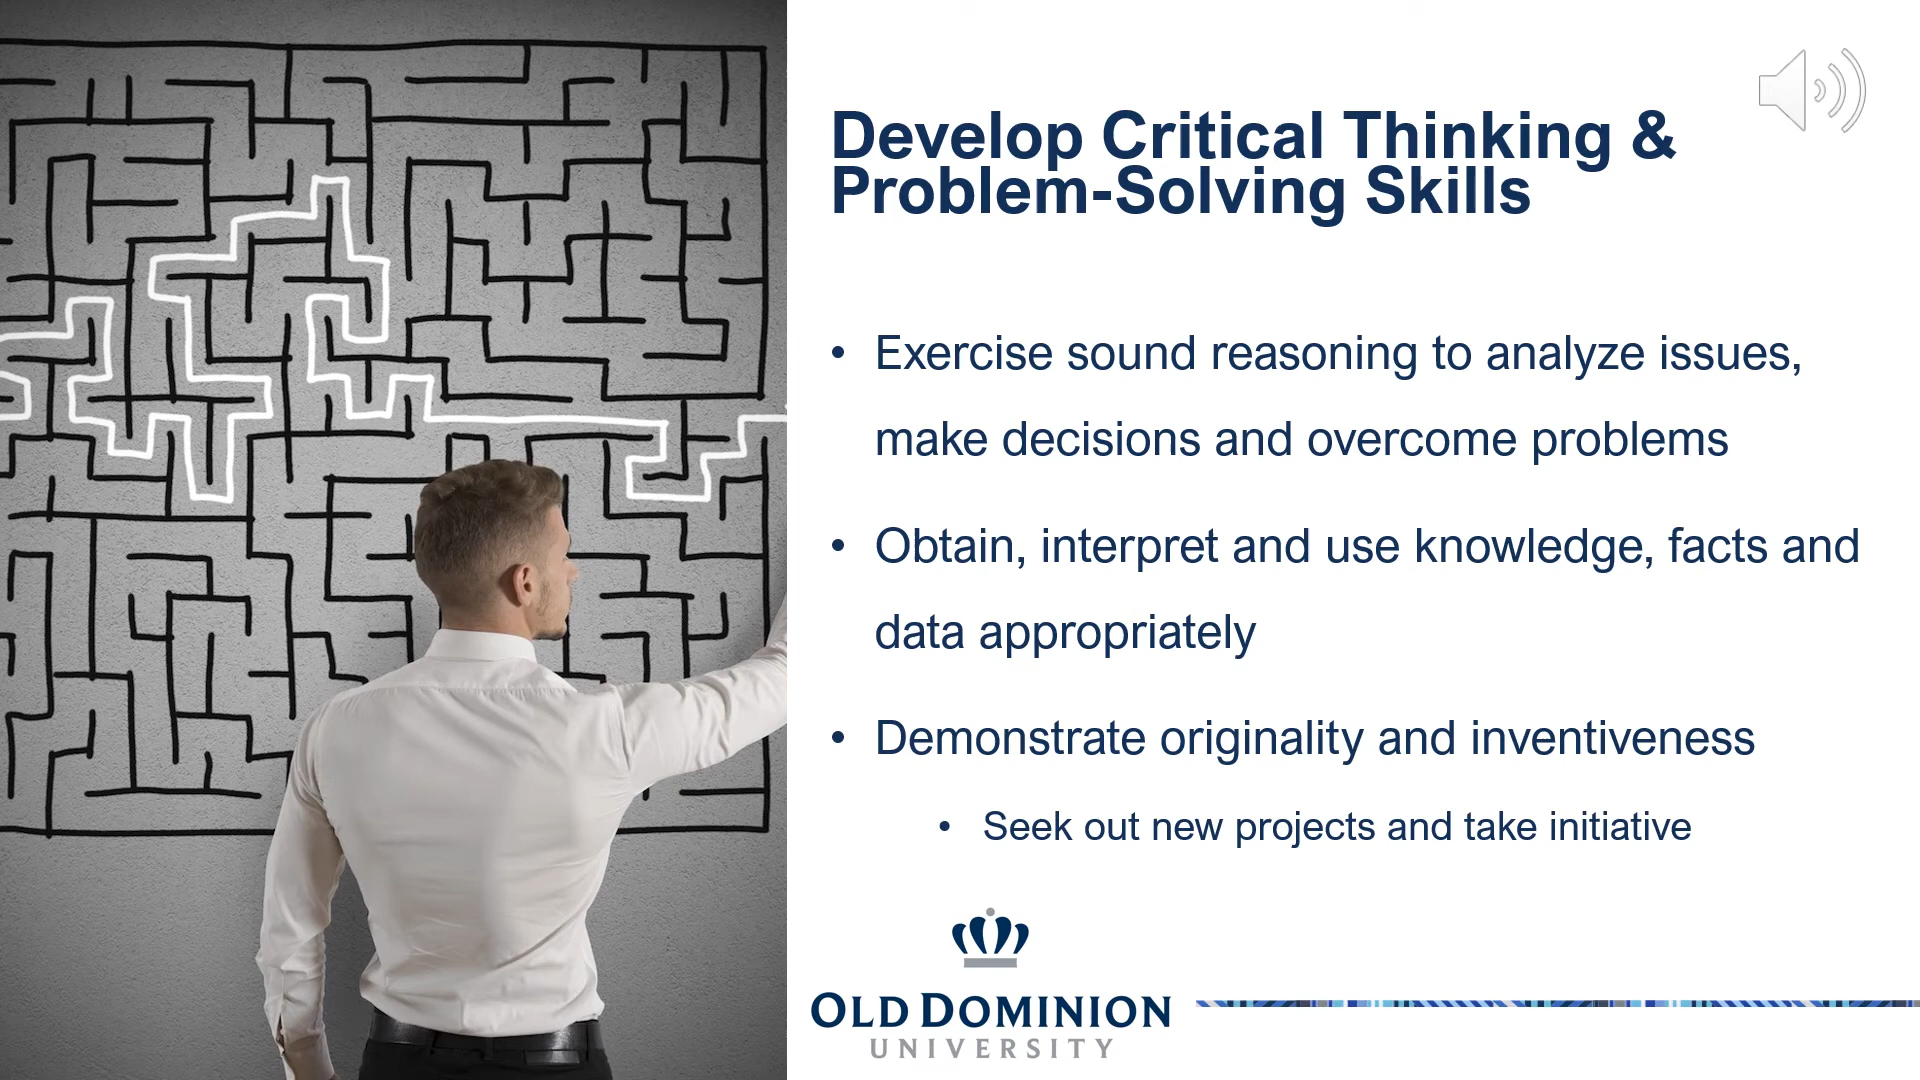 Develop Critical Thinking &
Problem-Solving Skills
• Exercise sound reasoning to analyze issues,
make decisions and overcome problems
• Obtain, interpret and use knowledge, facts and
data appropriately
• Demonstrate originality and inventiveness
• Seek out new projects and take initiative
OLD DOMINION
UNIVERSITY